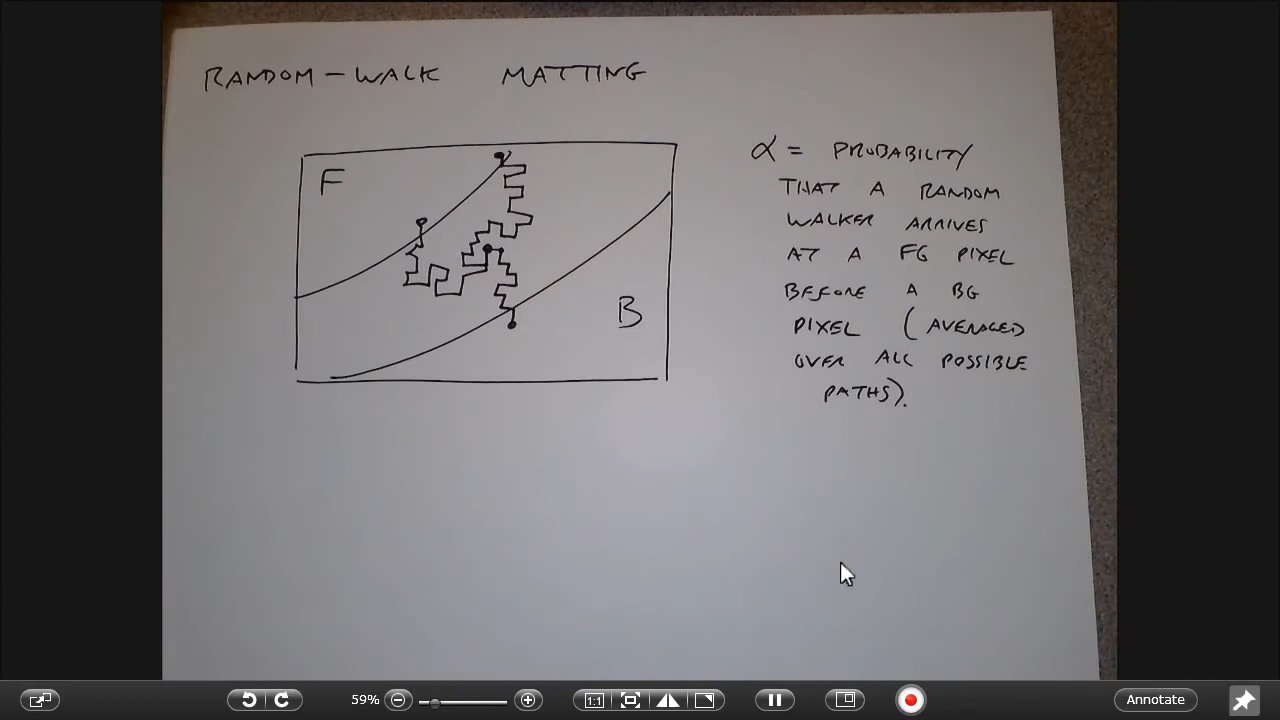 RANDOM-WALK MATTING
F
B
α = PROBABILITY
THAT A RANDOM
WALKER ARRIVES
AT A FG PIXEL
BEFORE A BG
PIXEL (AVERAGED
OVER ALL POSSIBLE
PATHS).
59%
1:1
Annotate